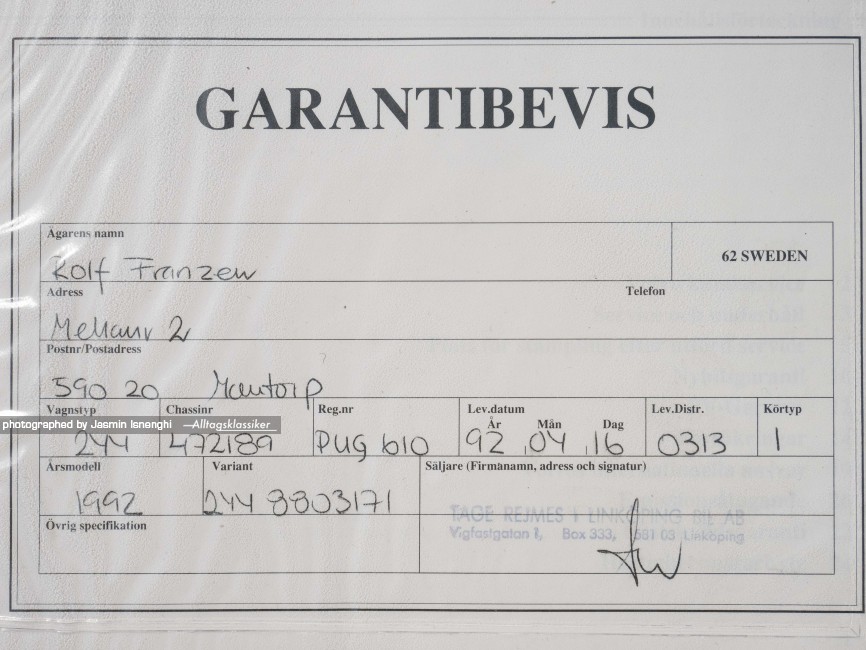 GARANTIBEVIS
Ägarens namn
Rolf Franzen
62 SWEDEN
Adress
Telefon
2
Postnr/Postadress
590 20 Mantorp
Vagnstyp
Chassinr
Reg.nr
Lev.datum
År Mån Dag
Lev.Distr.
Körtyp
photographed by Jasmin Isnenghi —Alltagsklassiker
244
472189
PUG 610
92 04 16
0313
1
Årsmodell
Variant
Säljare (Firmanamn, adress och signatur)
1992
244 8803171
TAGE REJMES I LINKÖPING BIL AB
Vigfastgatan 1, Box 333, 581 03 Linköping
Övrig specifikation